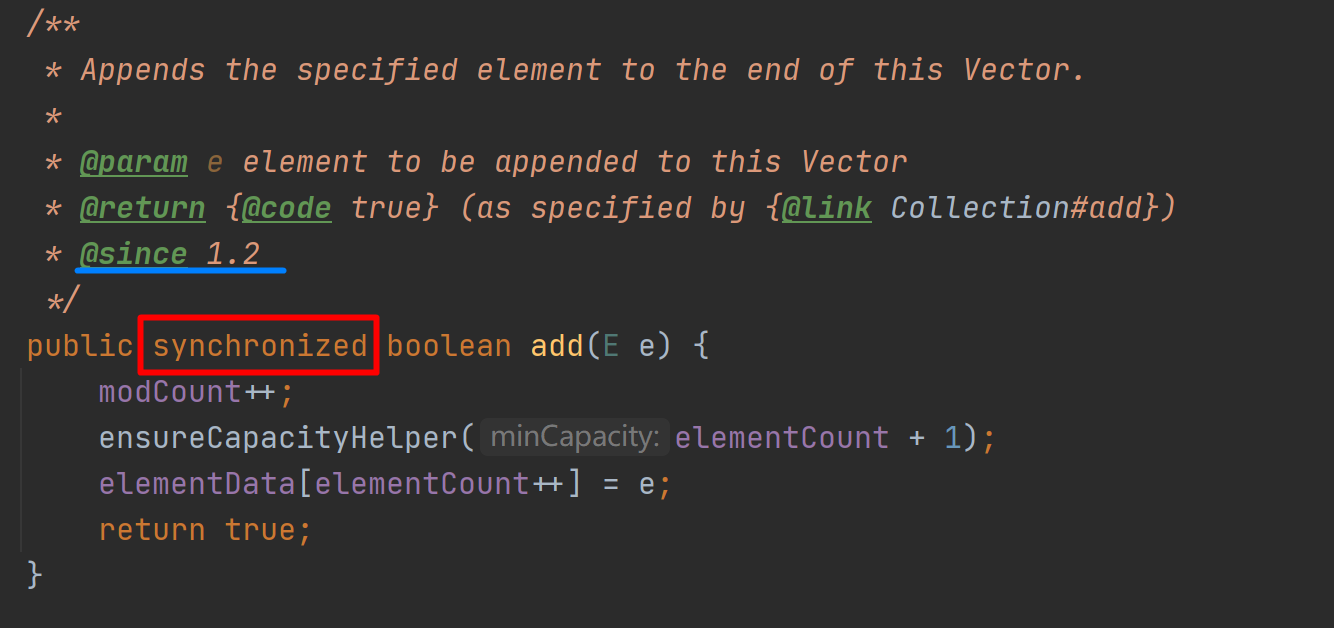 /**
 * Appends the specified element to the end of this Vector.
 *
 * @param e element to be appended to this Vector
 * @return {@code true} (as specified by {@link Collection#add})
 * @since 1.2
 */
public synchronized boolean add(E e) {
    modCount++;
    ensureCapacityHelper( minCapacity: elementCount + 1);
    elementData[elementCount++] = e;
    return true;
}